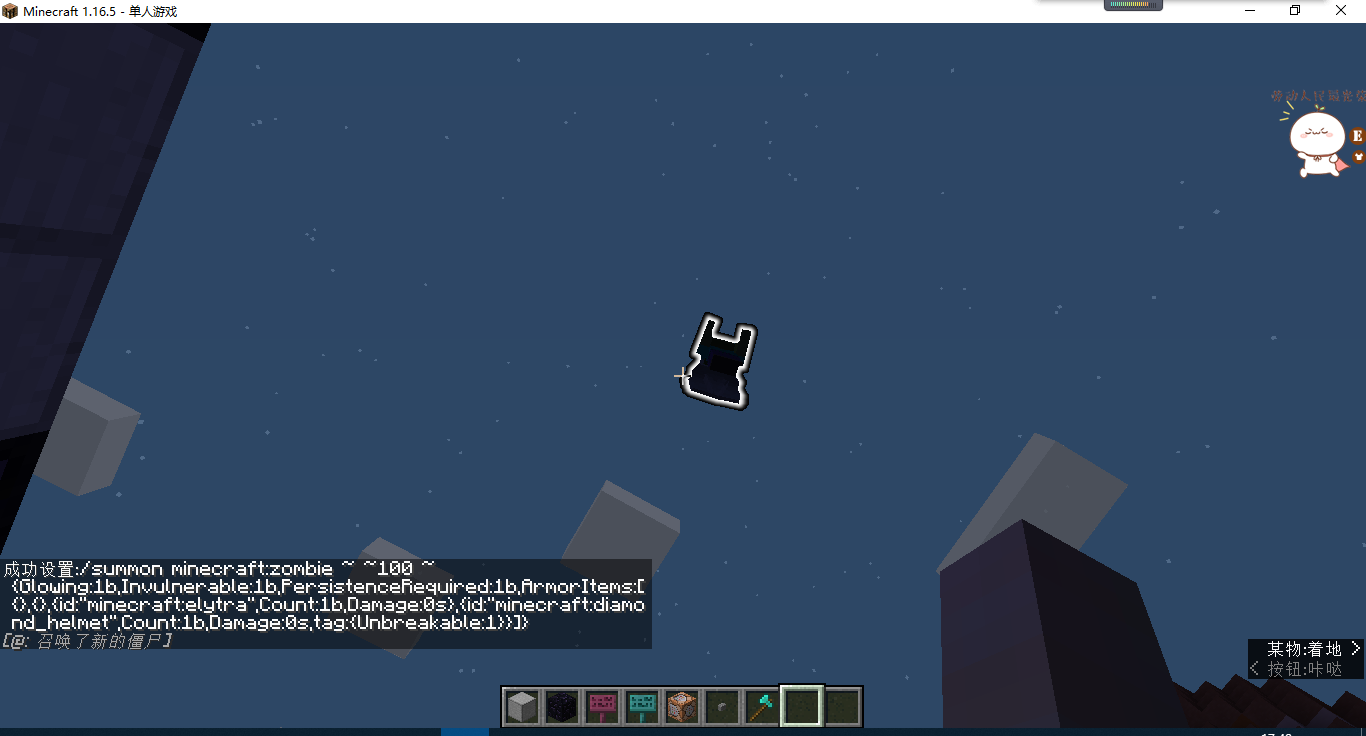 Minecraft 1.16.5 - 单人游戏
E
成功设置:/summon minecraft:zombie ~ ~100 ~
{Glowing:1b,Invulnerable:1b,PersistenceRequired:1b,ArmorItems:[
{},{},{id:"minecraft:elytra",Count:1b,Damage:0s},{id:"minecraft:diamo
nd_helmet",Count:1b,Damage:0s,tag:{Unbreakable:1}}]}
[@: 召唤了新的僵尸]
某物:着地 >
< 按钮:咔哒